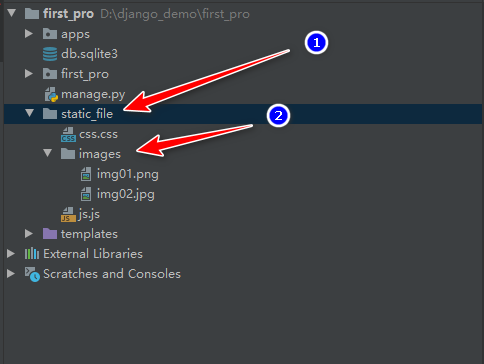 first_pro D:\django_demo\first_pro
1
apps
db.sqlite3
first_pro
manage.py
static_file
2
css.css
images
img01.png
img02.jpg
js.js
templates
External Libraries
Scratches and Consoles